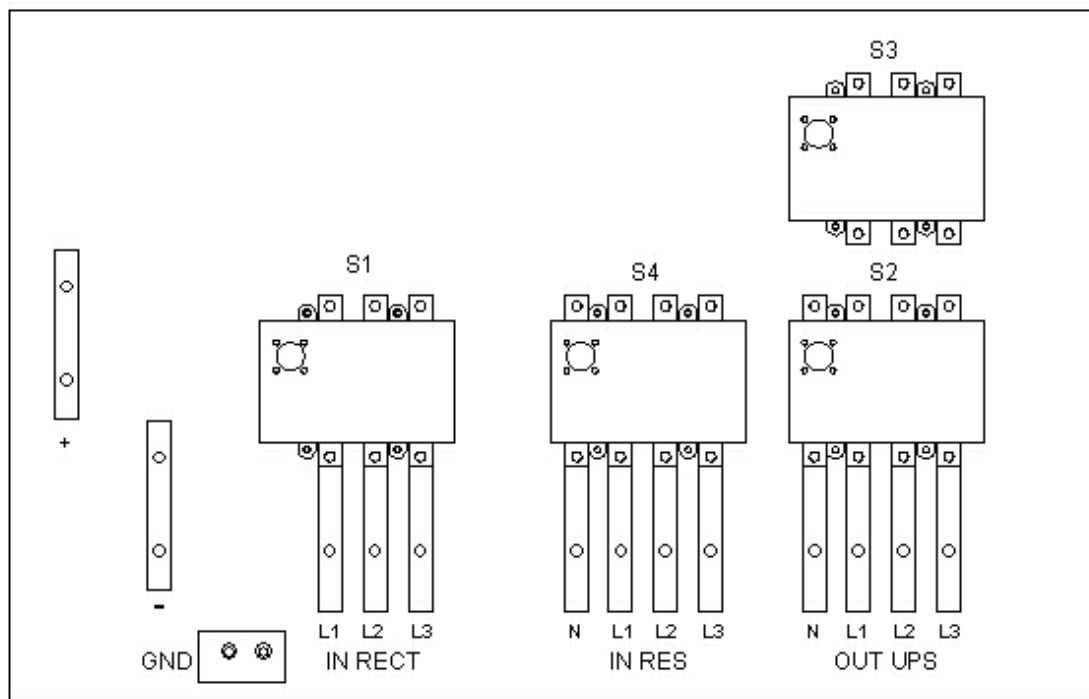 S3
S1
S4
S2
+
-
N L1 L2 L3
N L1 L2 L3
L1 L2 L3
GND
IN RECT
IN RES
OUT UPS